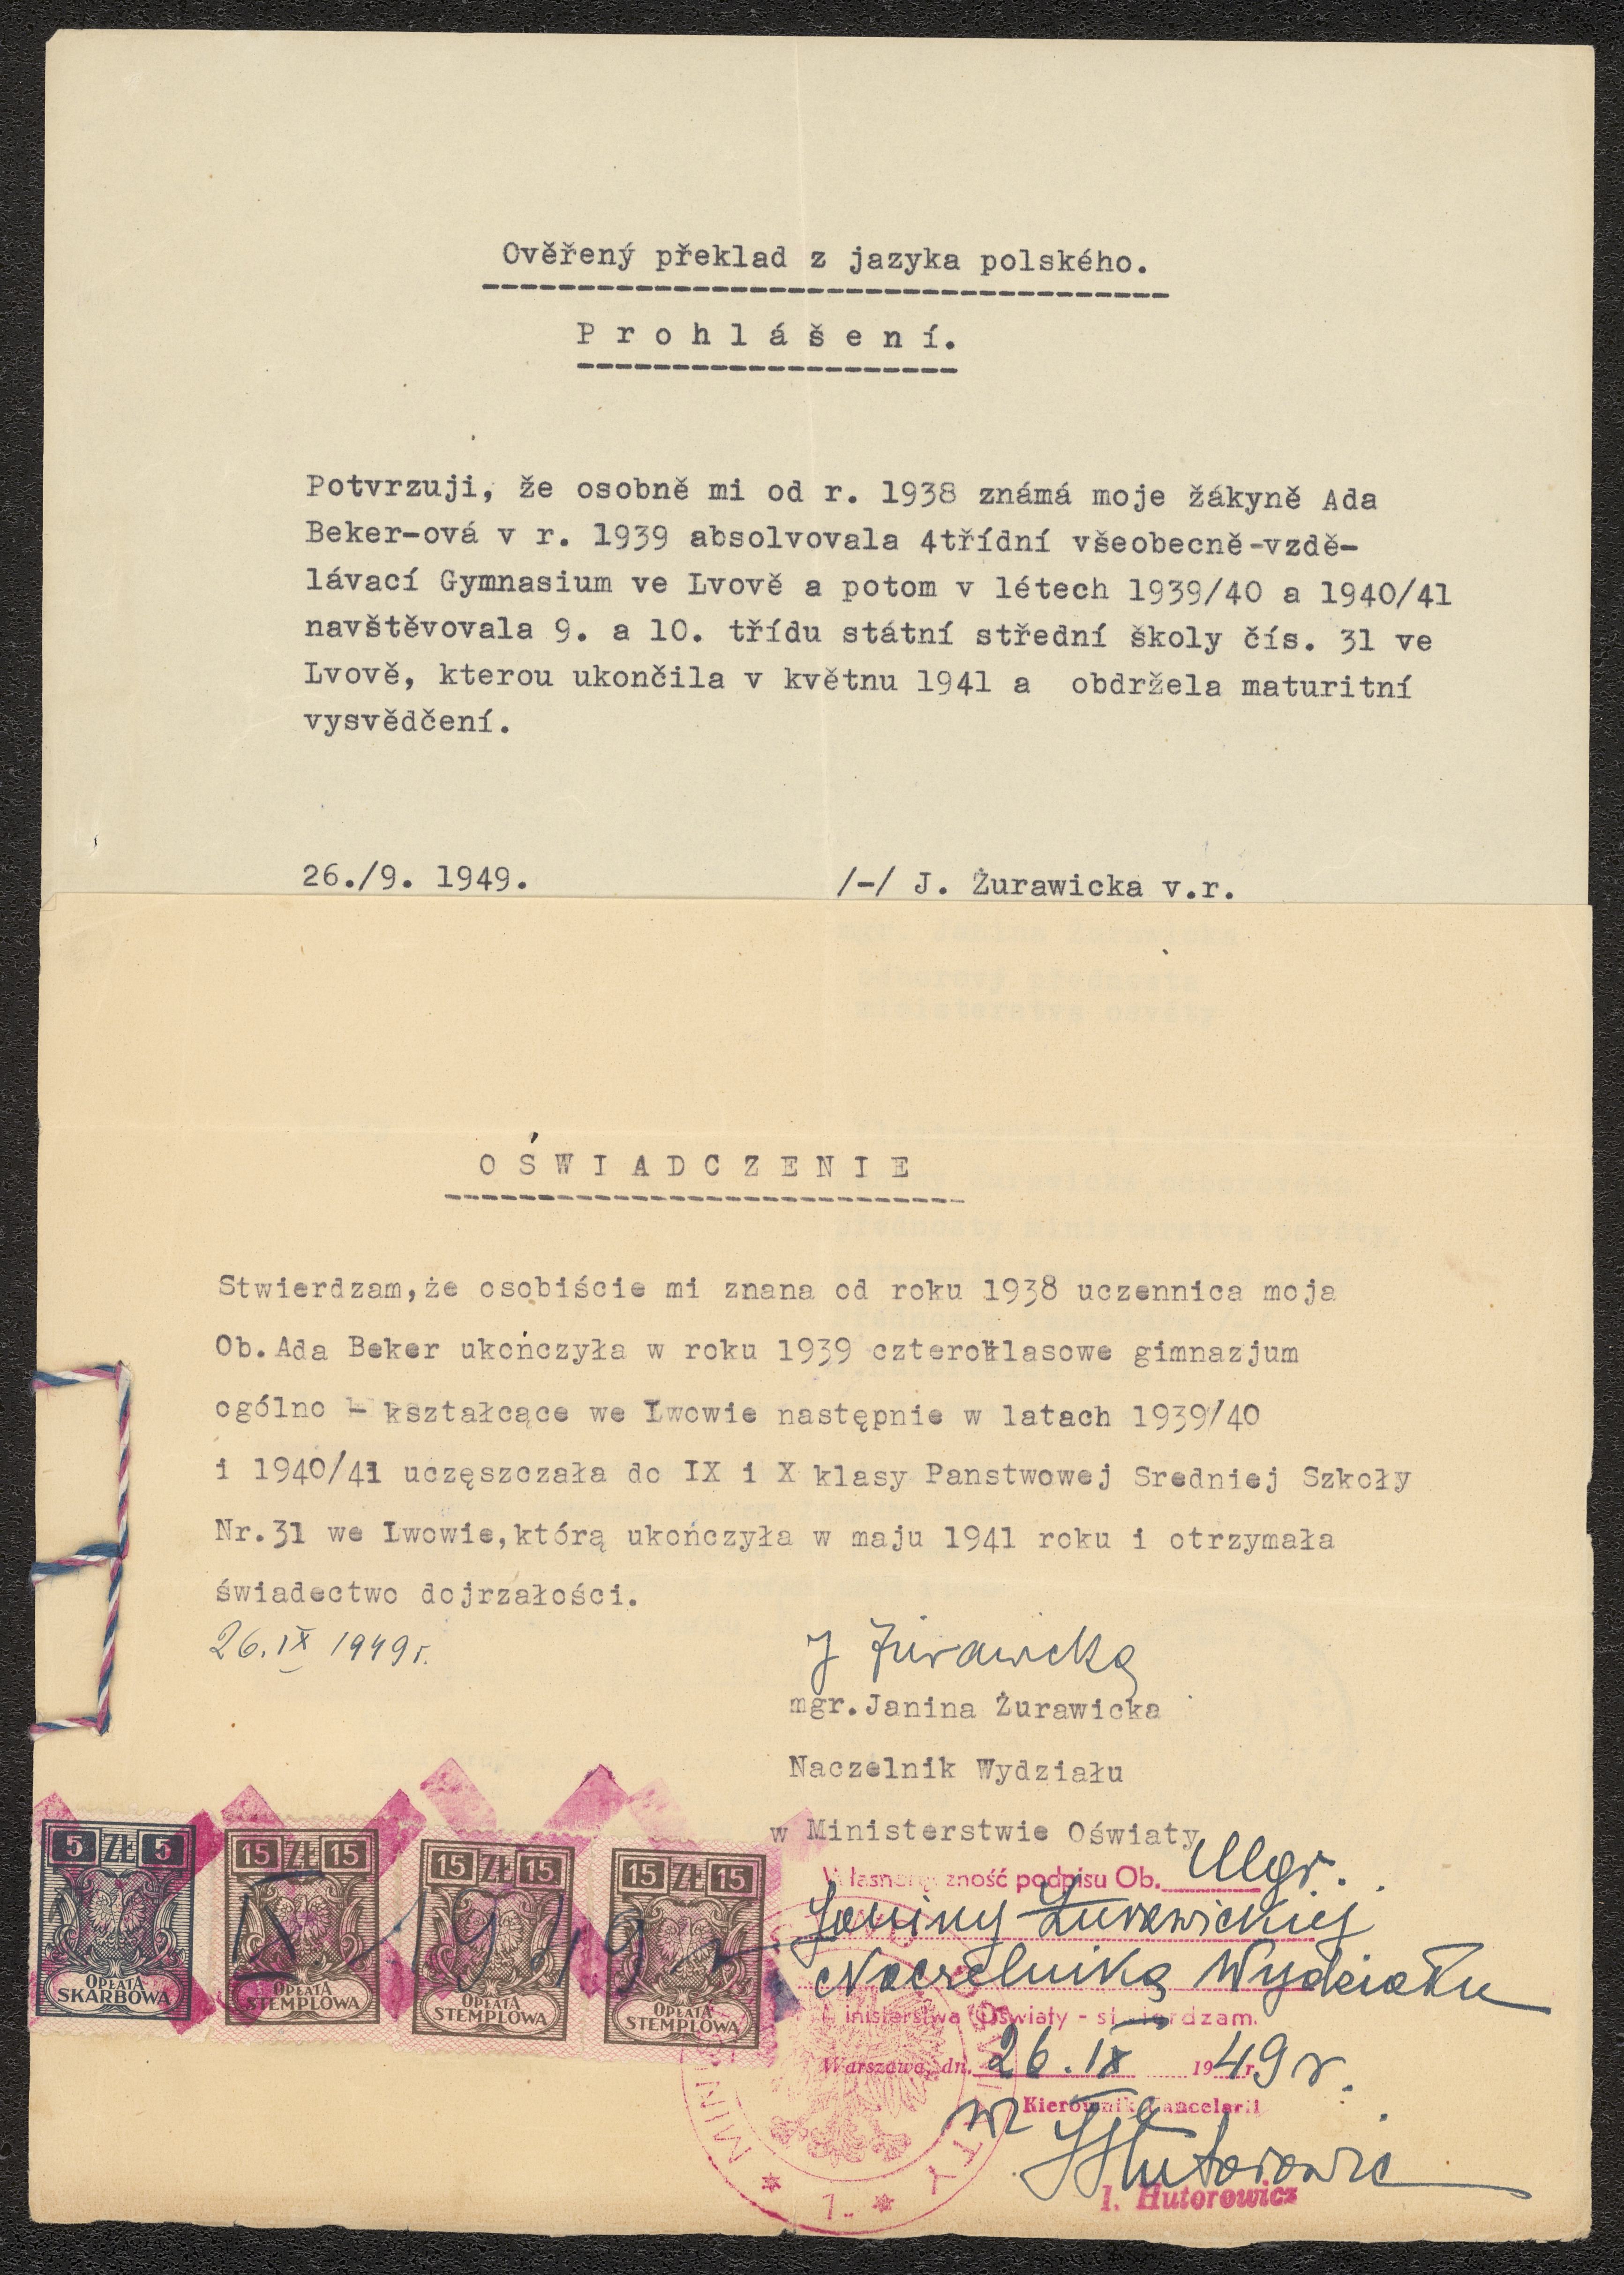 Ověřený překlad z jazyka polského.
Prohlášení.
Potvrzuji, že osobně mi od r. 1938 známá moje žákyně Ada
Beker-ová v r. 1939 absolvovala 4třídní všeobecně-vzdě-
lávací Gymnasium ve Lvově a potom v létech 1939/40 a 1940/41
navštěvovala 9. a 10. třídu státní střední školy čís. 31 ve
Lvově, kterou ukončila v květnu 1941 a obdržela maturitní
vysvědčení.
26./9. 1949. /-/ J. Żurawicka v.r.
OŚWIADCZENIE
Stwierdzam,że osobiście mi znana od roku 1938 uczennica moja
Ob.Ada Beker ukończyła w roku 1939 czteroklasowe gimnazjum
ogólno - kształcące we Lwowie następnie w latach 1939/40
i 1940/41 uczęszczała do IX i X klasy Panstwowej Sredniej Szkoły
Nr.31 we Lwowie,którą ukończyła w maju 1941 roku i otrzymała
świadectwo dojrzałości.
26.IX 1949r.
J Żurawicka
mgr.Janina Żurawicka
Naczelnik Wydziału
w Ministerstwie Oświaty
Własnoręczność podpisu Ob. Mgr.
Janiny Żurawickiej
Naczelnika Wydziału
Ministerstwa Oświaty - stwierdzam.
Warszawa, dn. 26.IX 1949 r.
Kierownik Kancelarii
wz Hutorowicz
I. Hutorowicz
5 ZŁ 5
OPŁATA
SKARBOWA
15 ZŁ 15
OPŁATA
STEMPLOWA
15 ZŁ 15
OPŁATA
STEMPLOWA
15 ZŁ 15
OPŁATA
STEMPLOWA
IX 1949 r